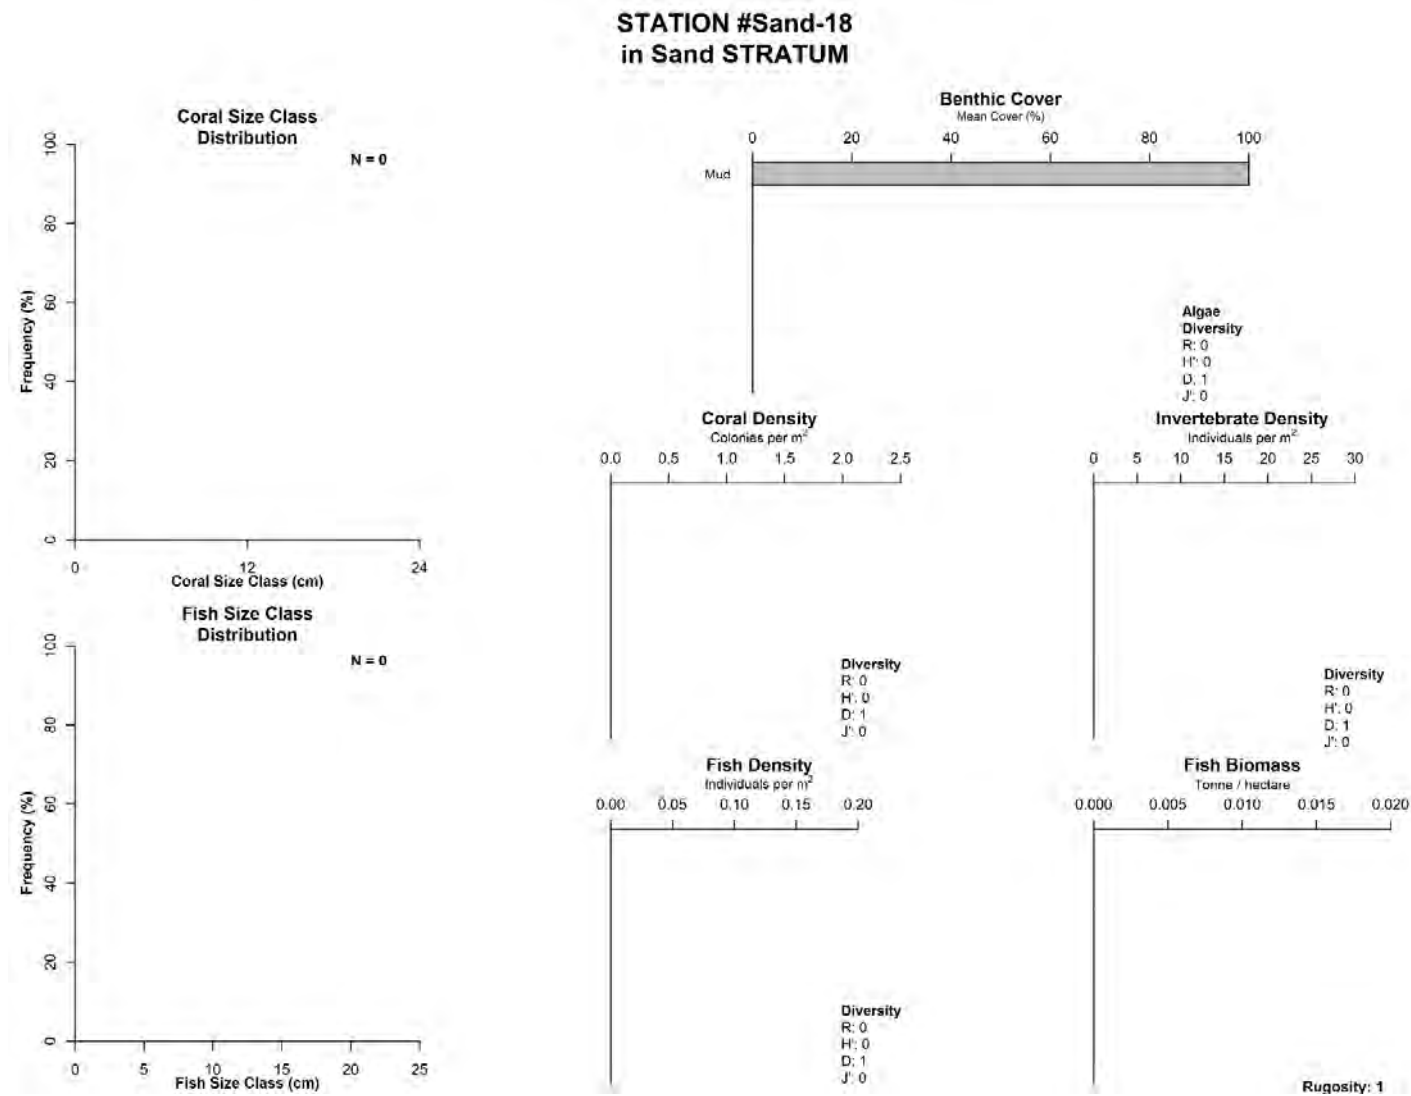 STATION #Sand-18
in Sand STRATUM
Coral Size Class
Distribution
N = 0
100
80
60
40
20
0
Frequency (%)
0 12 24
Coral Size Class (cm)
Benthic Cover
Mean Cover (%)
0 20 40 60 80 100
Mud
Algae
Diversity
R: 0
H': 0
D: 1
J': 0
Coral Density
Colonies per m²
0.0 0.5 1.0 1.5 2.0 2.5
Diversity
R: 0
H': 0
D: 1
J': 0
Invertebrate Density
Individuals per m²
0 5 10 15 20 25 30
Diversity
R: 0
H': 0
D: 1
J': 0
Fish Size Class
Distribution
N = 0
100
80
60
40
20
0
Frequency (%)
0 5 10 15 20 25
Fish Size Class (cm)
Fish Density
Individuals per m²
0.00 0.05 0.10 0.15 0.20
Diversity
R: 0
H': 0
D: 1
J': 0
Fish Biomass
Tonne / hectare
0.000 0.005 0.010 0.015 0.020
Rugosity: 1